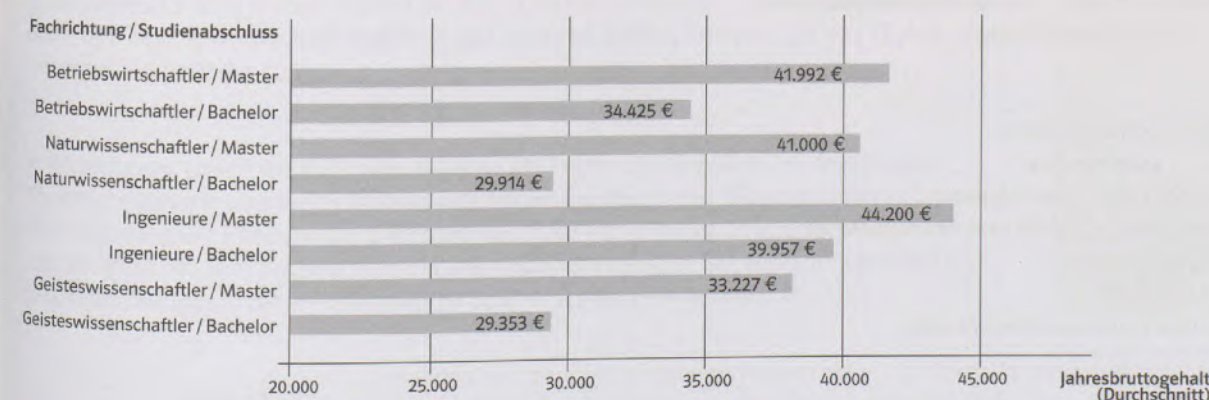 Fachrichtung / Studienabschluss
Betriebswirtschaftler / Master
41.992 €
Betriebswirtschaftler / Bachelor
34.425 €
Naturwissenschaftler / Master
41.000 €
Naturwissenschaftler / Bachelor
29.914 €
Ingenieure / Master
44.200 €
Ingenieure / Bachelor
39.957 €
Geisteswissenschaftler / Master
33.227 €
Geisteswissenschaftler / Bachelor
29.353 €
20.000
25.000
30.000
35.000
40.000
45.000
Jahresbruttogehalt
(Durchschnitt)